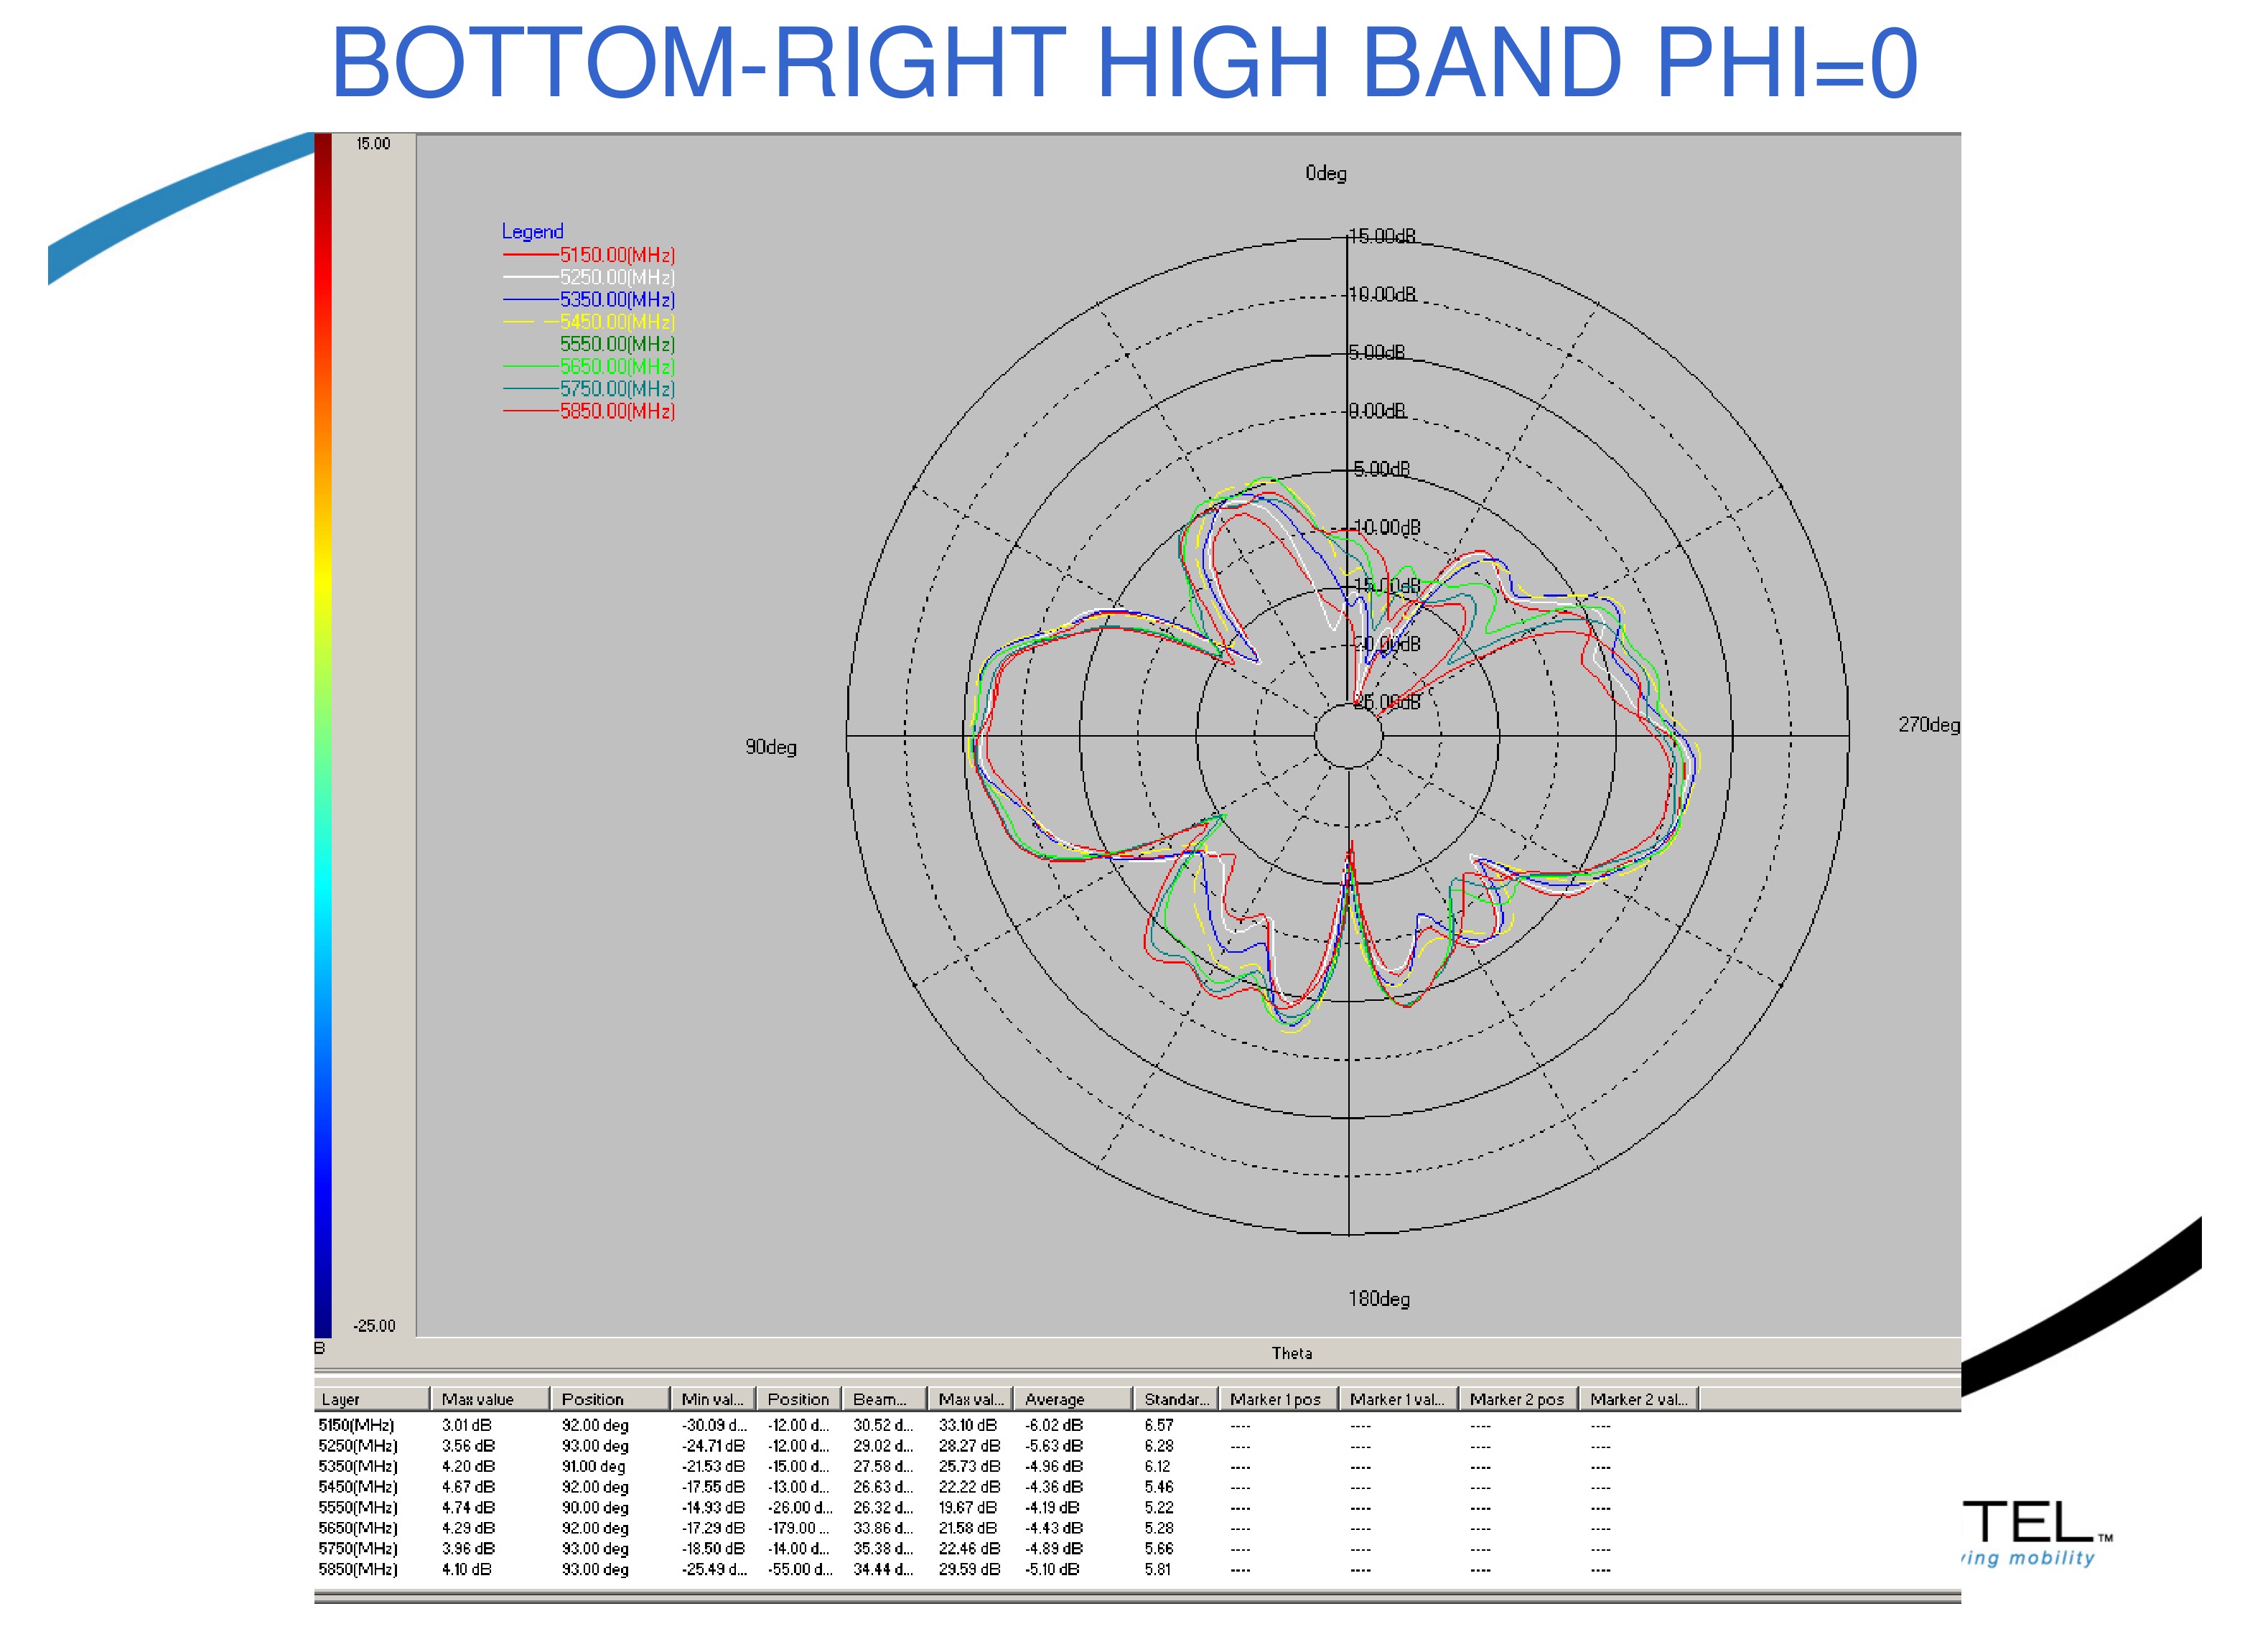 BOTTOM-RIGHT HIGH BAND PHI=0
15.00
0deg
Legend
5150.00(MHz)
5250.00(MHz)
5350.00(MHz)
5450.00(MHz)
5550.00(MHz)
5650.00(MHz)
5750.00(MHz)
5850.00(MHz)
15.00dB
10.00dB
5.00dB
0.00dB
-5.00dB
-10.00dB
-15.00dB
-20.00dB
-25.00dB
90deg
270deg
180deg
-25.00
B
Theta
Layer Max value Position Min val... Position Beam... Max val... Average Standar... Marker 1 pos Marker 1 val... Marker 2 pos Marker 2 val...
5150(MHz) 3.01 dB 92.00 deg -30.09 d... -12.00 d... 30.52 d... 33.10 dB -6.02 dB 6.57 ---- ---- ---- ----
5250(MHz) 3.56 dB 93.00 deg -24.71 dB -12.00 d... 29.02 d... 28.27 dB -5.63 dB 6.28 ---- ---- ---- ----
5350(MHz) 4.20 dB 91.00 deg -21.53 dB -15.00 d... 27.58 d... 25.73 dB -4.96 dB 6.12 ---- ---- ---- ----
5450(MHz) 4.67 dB 92.00 deg -17.55 dB -13.00 d... 26.63 d... 22.22 dB -4.36 dB 5.46 ---- ---- ---- ----
5550(MHz) 4.74 dB 90.00 deg -14.93 dB -26.00 d... 26.32 d... 19.67 dB -4.19 dB 5.22 ---- ---- ---- ----
5650(MHz) 4.29 dB 92.00 deg -17.29 dB -179.00 ... 33.86 d... 21.58 dB -4.43 dB 5.28 ---- ---- ---- ----
5750(MHz) 3.96 dB 93.00 deg -18.50 dB -14.00 d... 35.38 d... 22.46 dB -4.89 dB 5.66 ---- ---- ---- ----
5850(MHz) 4.10 dB 93.00 deg -25.49 d... -55.00 d... 34.44 d... 29.59 dB -5.10 dB 5.81 ---- ---- ---- ----
TEL™
ving mobility